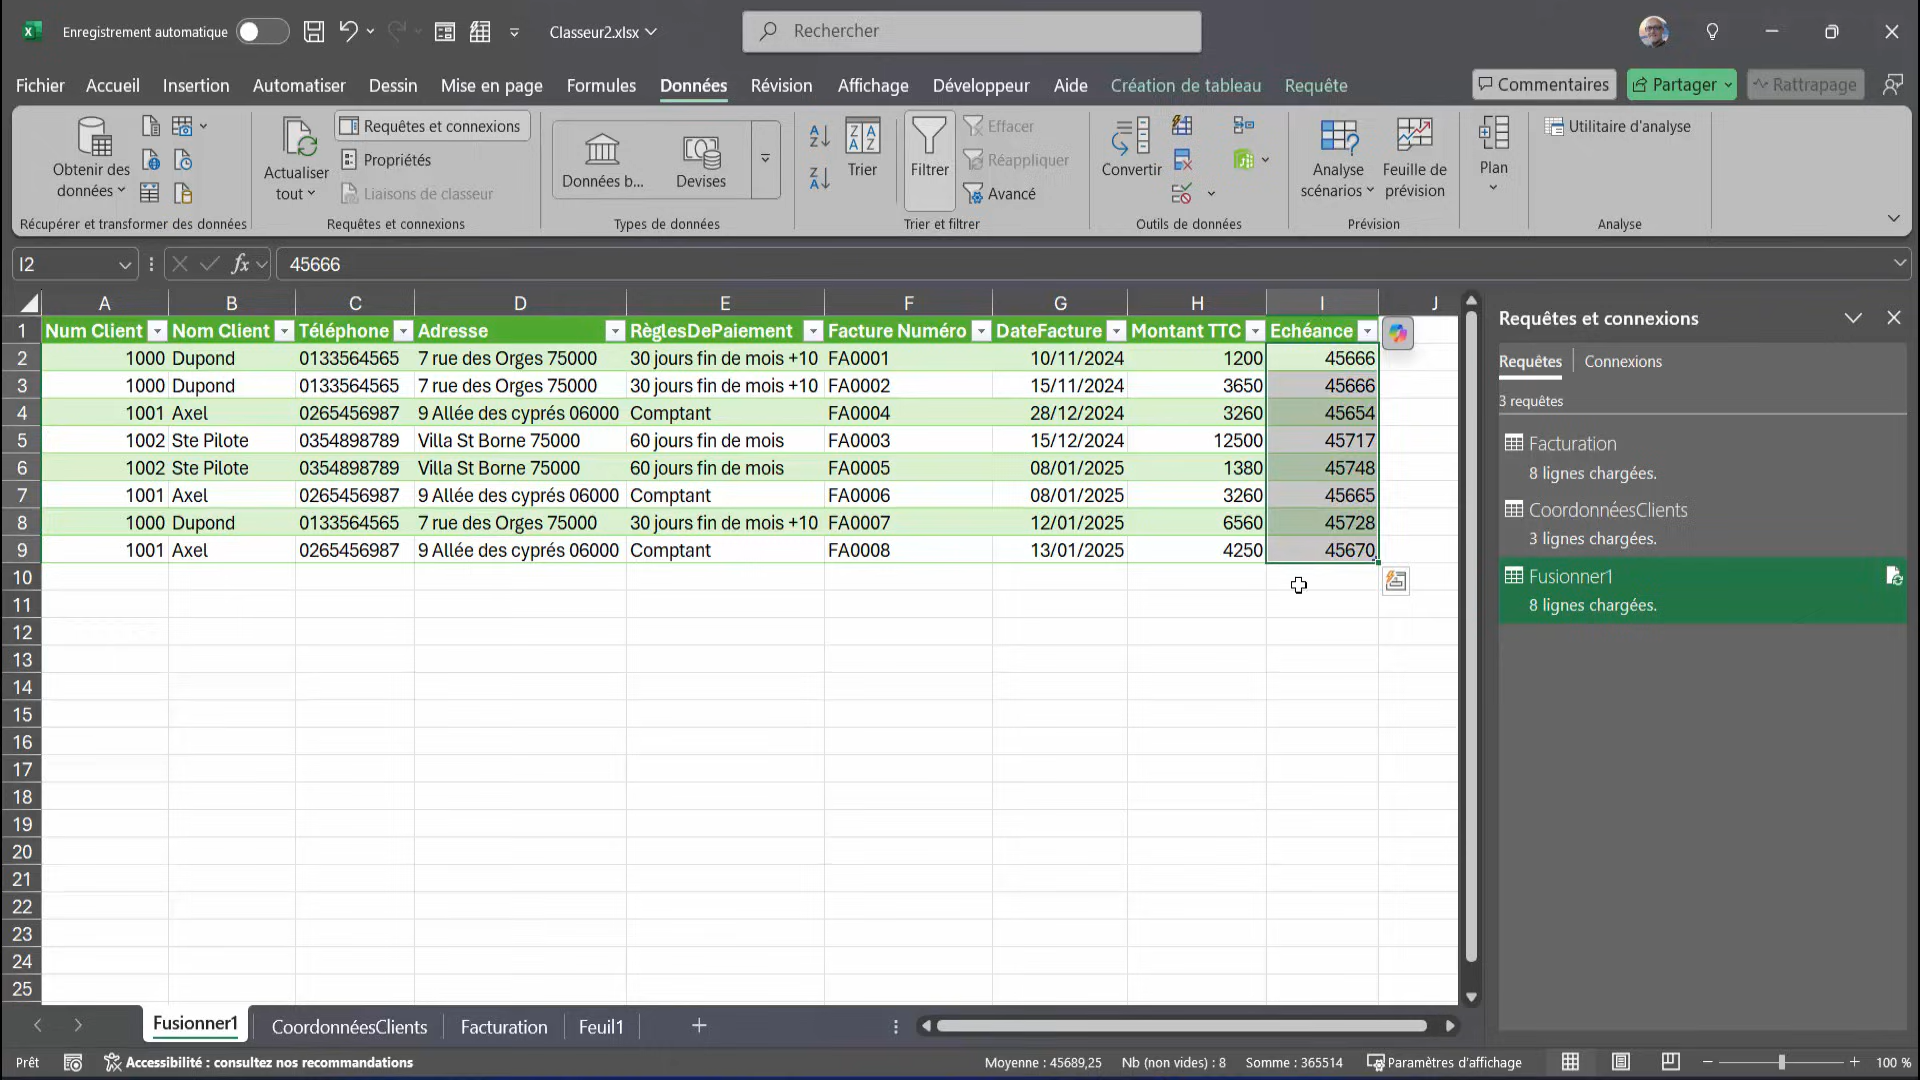 Enregistrement automatique
Classeur2.xlsx
Rechercher
Fichier Accueil Insertion Automatiser Dessin Mise en page Formules Données Révision Affichage Développeur Aide Création de tableau Requête
Commentaires Partager Rattrapage
Obtenir des données
Récupérer et transformer des données
Actualiser tout
Requêtes et connexions
Propriétés
Liaisons de classeur
Requêtes et connexions
Données b...
Devises
Types de données
Trier
Filtrer
Effacer
Réappliquer
Avancé
Trier et filtrer
Convertir
Outils de données
Analyse scénarios
Feuille de prévision
Prévision
Plan
Utilitaire d'analyse
Analyse
I2 fx 45666
A B C D E F G H I J
1 Num Client Nom Client Téléphone Adresse RèglesDePaiement Facture Numéro DateFacture Montant TTC Echéance
2 1000 Dupond 0133564565 7 rue des Orges 75000 30 jours fin de mois +10 FA0001 10/11/2024 1200 45666
3 1000 Dupond 0133564565 7 rue des Orges 75000 30 jours fin de mois +10 FA0002 15/11/2024 3650 45666
4 1001 Axel 0265456987 9 Allée des cyprés 06000 Comptant FA0004 28/12/2024 3260 45654
5 1002 Ste Pilote 0354898789 Villa St Borne 75000 60 jours fin de mois FA0003 15/12/2024 12500 45717
6 1002 Ste Pilote 0354898789 Villa St Borne 75000 60 jours fin de mois FA0005 08/01/2025 1380 45748
7 1001 Axel 0265456987 9 Allée des cyprés 06000 Comptant FA0006 08/01/2025 3260 45665
8 1000 Dupond 0133564565 7 rue des Orges 75000 30 jours fin de mois +10 FA0007 12/01/2025 6560 45728
9 1001 Axel 0265456987 9 Allée des cyprés 06000 Comptant FA0008 13/01/2025 4250 45670
10
11
12
13
14
15
16
17
18
19
20
21
22
23
24
25
Requêtes et connexions
Requêtes Connexions
3 requêtes
Facturation
8 lignes chargées.
CoordonnéesClients
3 lignes chargées.
Fusionner1
8 lignes chargées.
Fusionner1 CoordonnéesClients Facturation Feuil1
Prêt Accessibilité : consultez nos recommandations Moyenne : 45689,25 Nb (non vides) : 8 Somme : 365514 Paramètres d'affichage 100 %